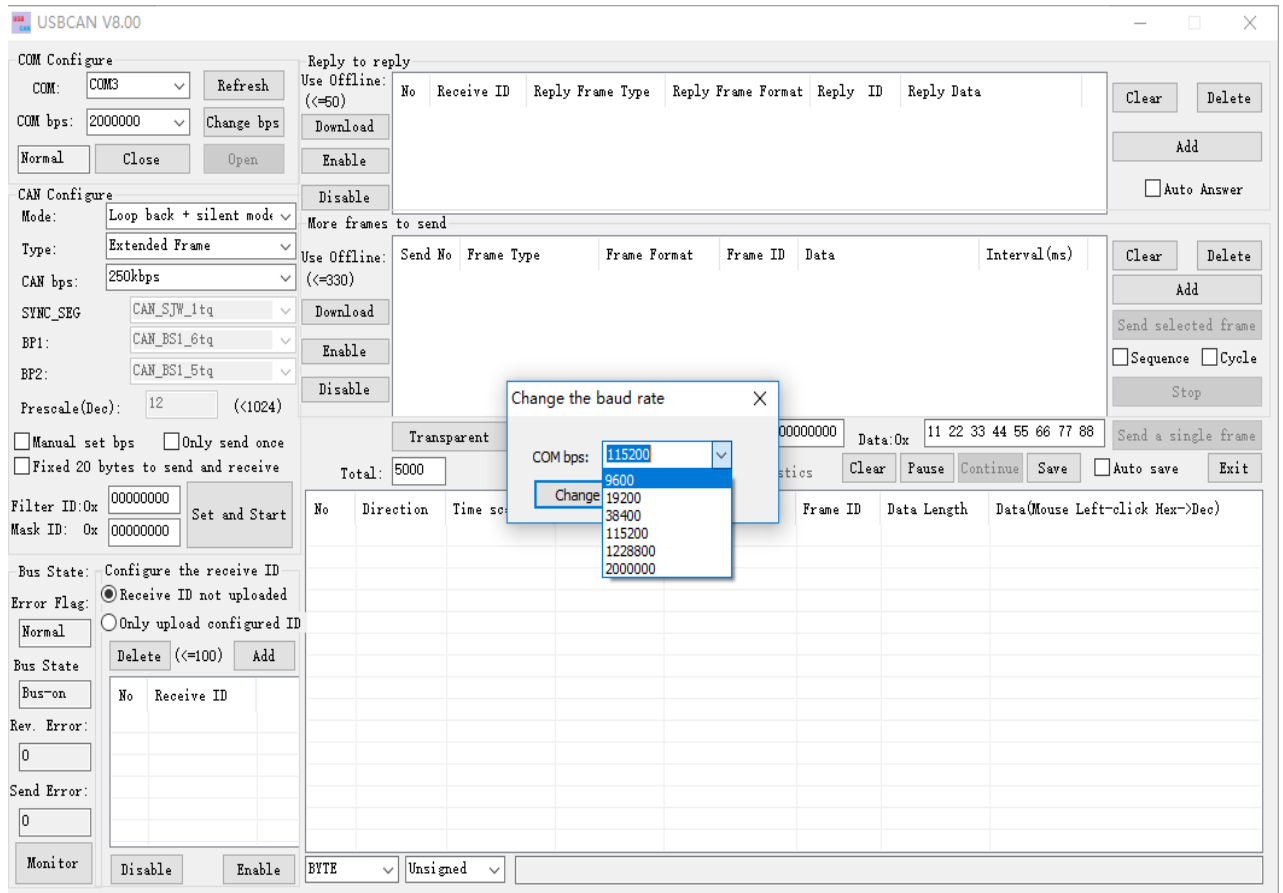 USB CAN USBCAN V8.00
COM Configure
COM: COM3 Refresh
COM bps: 2000000 Change bps
Normal Close Open
CAN Configure
Mode: Loop back + silent mode
Type: Extended Frame
CAN bps: 250kbps
SYNC_SEG CAN_SJW_1tq
BP1: CAN_BS1_6tq
BP2: CAN_BS1_5tq
Prescale(Dec): 12 (<1024)
Manual set bps Only send once
Fixed 20 bytes to send and receive
Filter ID:0x 00000000
Mask ID: 0x 00000000
Set and Start
Bus State:
Error Flag:
Normal
Bus State
Bus-on
Rev. Error:
0
Send Error:
0
Monitor
Configure the receive ID
Receive ID not uploaded
Only upload configured ID
Delete (<=100) Add
No Receive ID
Disable Enable
Reply to reply
Use Offline:
(<=50)
Download
Enable
Disable
No Receive ID Reply Frame Type Reply Frame Format Reply ID Reply Data
Clear Delete
Add
Auto Answer
More frames to send
Use Offline:
(<=330)
Download
Enable
Disable
Send No Frame Type Frame Format Frame ID Data Interval(ms)
Clear Delete
Add
Send selected frame
Sequence Cycle
Stop
Transparent 00000000 Data:0x 11 22 33 44 55 66 77 88 Send a single frame
Total: 5000 Clear Pause Continue Save Auto save Exit
No Direction Frame ID Data Length Data(Mouse Left-click Hex->Dec)
Change the baud rate
COM bps: 115200
Change
9600
19200
38400
115200
1228800
2000000
BYTE Unsigned